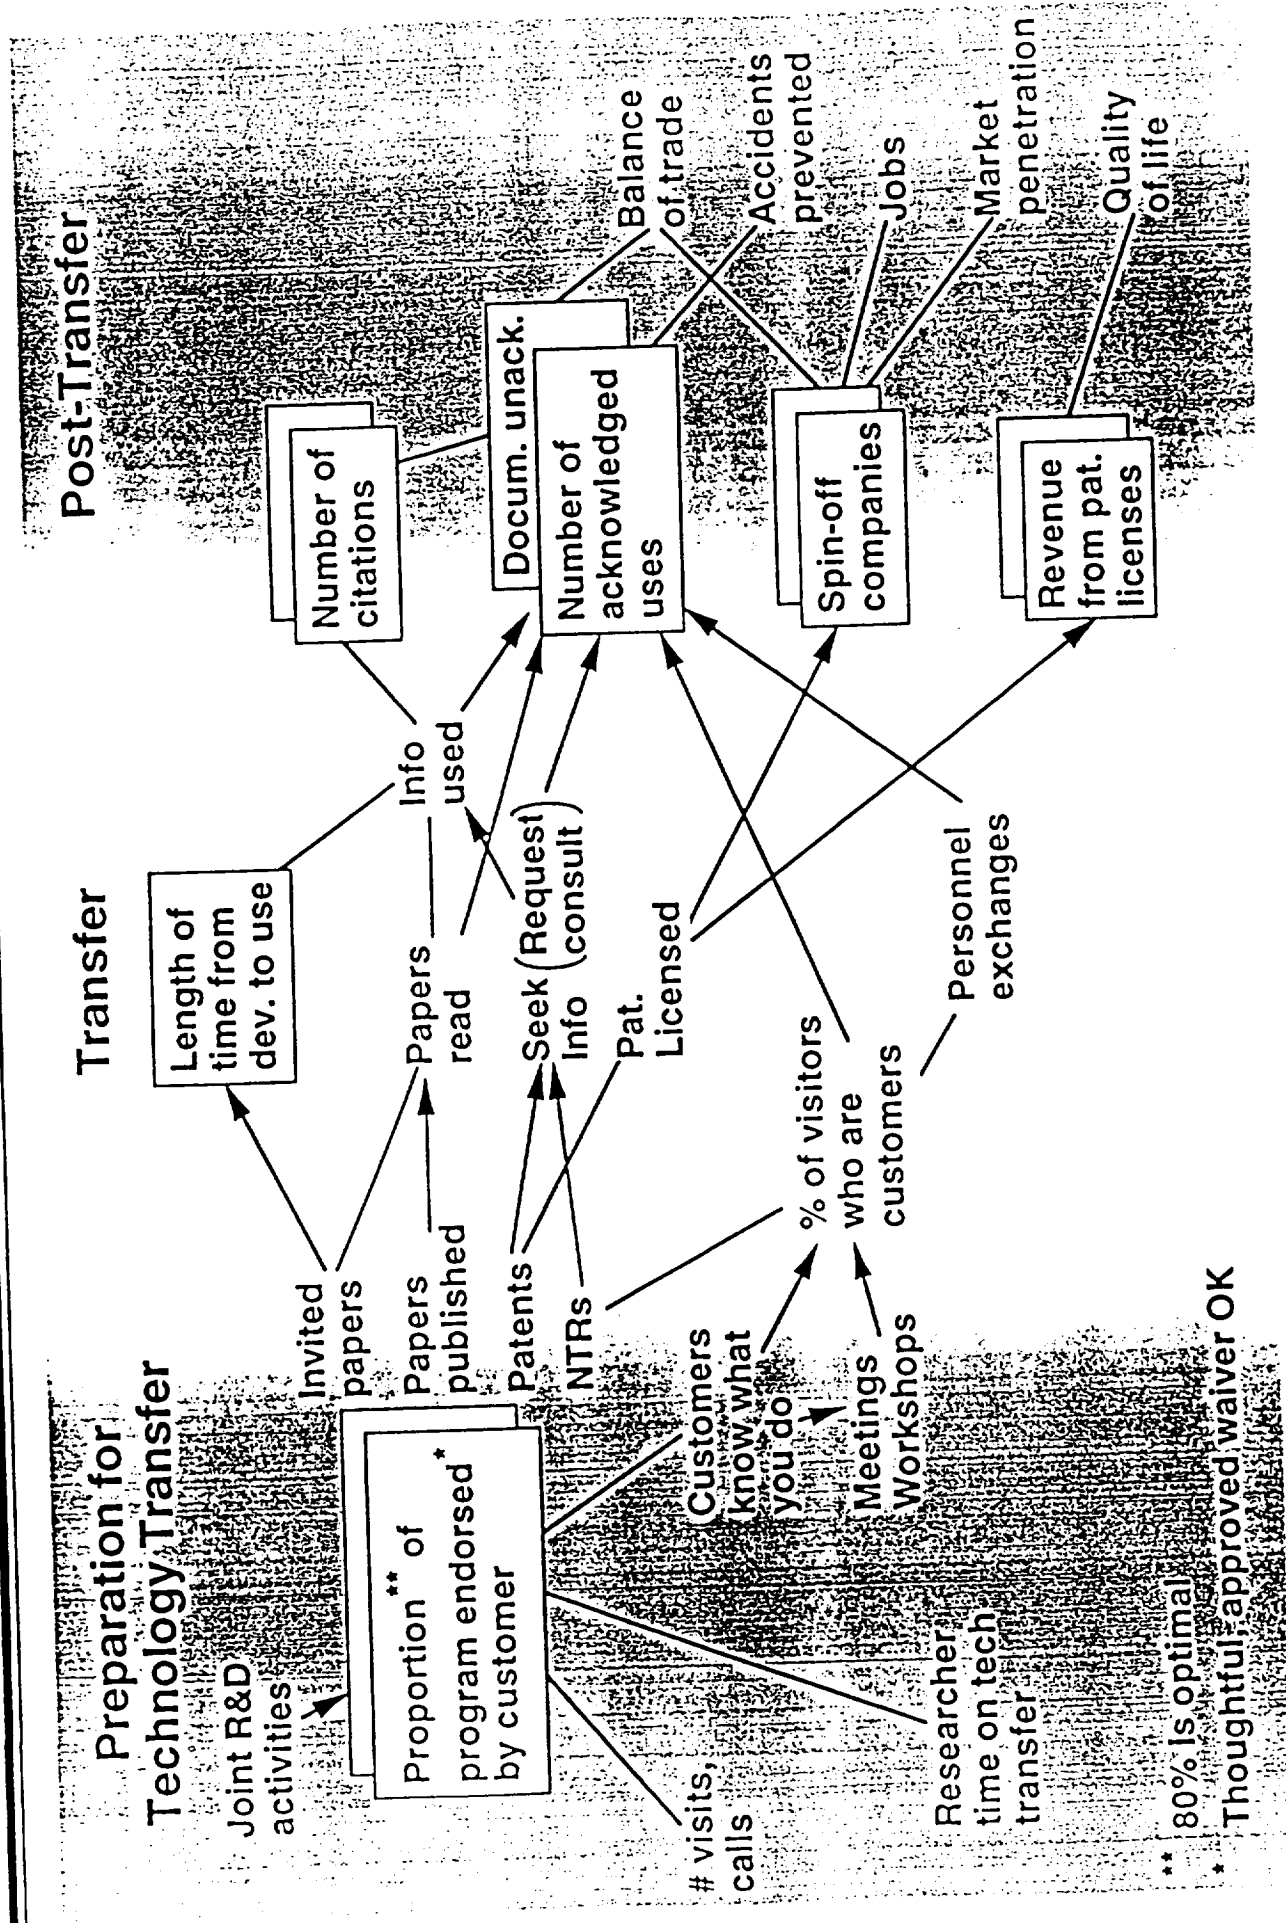 Preparation for
Technology Transfer
Transfer
Post-Transfer
Joint R&D
activities
Proportion** of
program endorsed*
by customer
# visits,
calls
Researcher
time on tech
transfer
Customers
know what
you do
Meetings
Workshops
Invited
papers
Papers
published
Patents
NTRs
Length of
time from
dev. to use
Papers
read
Seek
Info
(Request
consult)
Pat.
Licensed
% of visitors
who are
customers
Personnel
exchanges
Info
used
Number of
citations
Docum. unack.
Number of
acknowledged
uses
Spin-off
companies
Revenue
from pat.
licenses
Balance
of trade
Accidents
prevented
Jobs
Market
penetration
Quality
of life
** 80% Is optimal
* Thoughtful, approved waiver OK